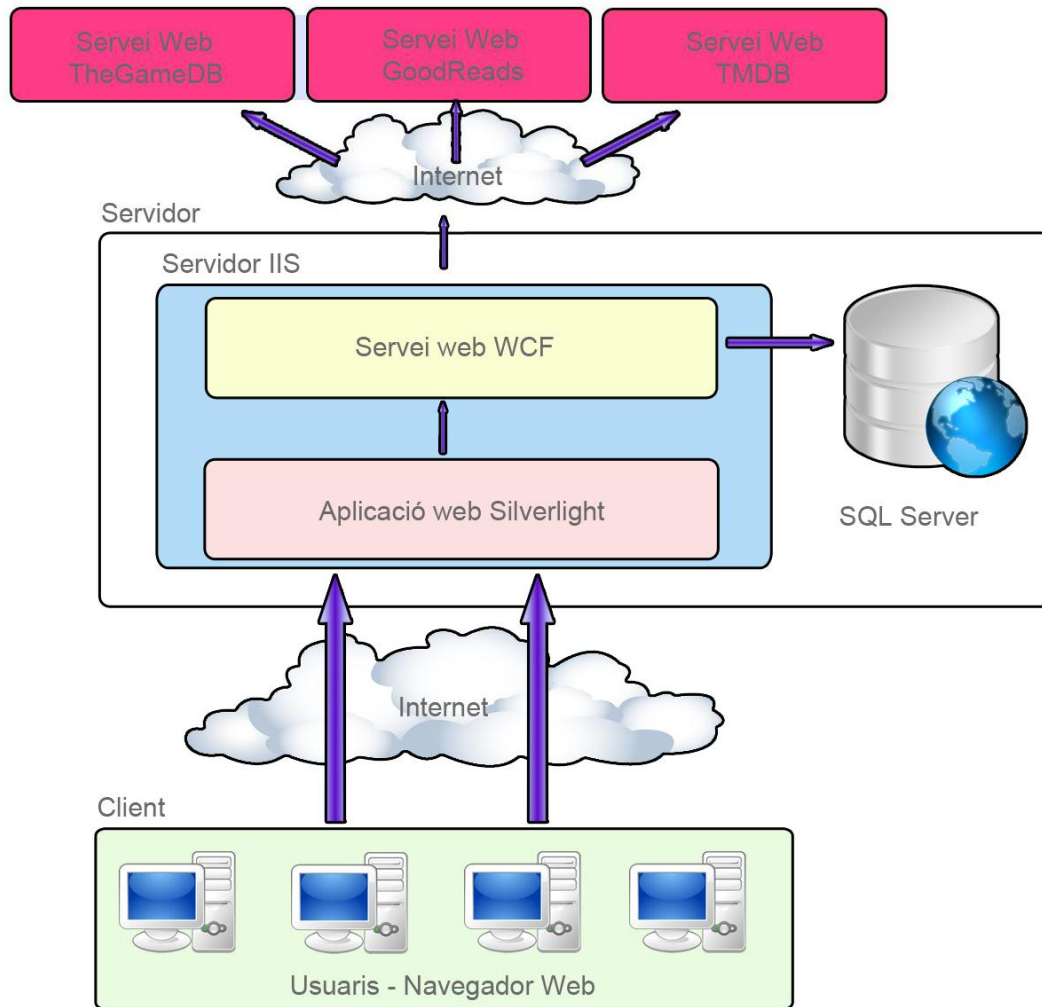 Servei Web
TheGameDB
Servei Web
GoodReads
Servei Web
TMDB
Internet
Servidor
Servidor IIS
Servei web WCF
Aplicació web Silverlight
SQL Server
Internet
Client
Usuaris - Navegador Web